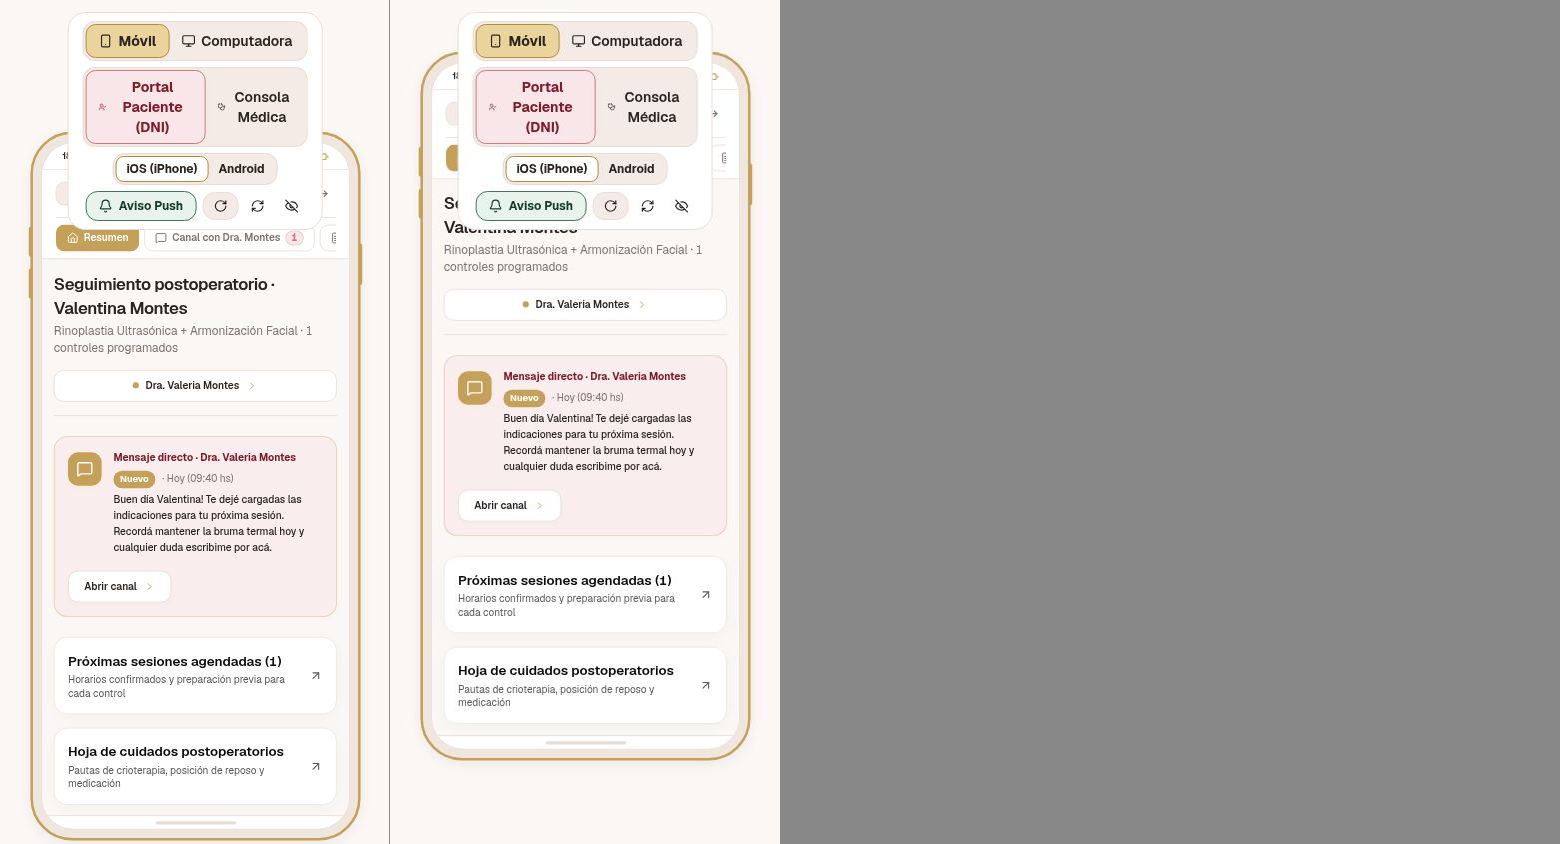 Móvil
Computadora
Portal
Paciente
(DNI)
Consola
Médica
iOS (iPhone)
Android
Aviso Push
Resumen
Canal con Dra. Montes
1
Seguimiento postoperatorio ·
Valentina Montes
Rinoplastia Ultrasónica + Armonización Facial · 1
controles programados
Dra. Valeria Montes
Mensaje directo · Dra. Valeria Montes
Nuevo · Hoy (09:40 hs)
Buen día Valentina! Te dejé cargadas las
indicaciones para tu próxima sesión.
Recordá mantener la bruma termal hoy y
cualquier duda escribime por acá.
Abrir canal
Próximas sesiones agendadas (1)
Horarios confirmados y preparación previa para
cada control
Hoja de cuidados postoperatorios
Pautas de crioterapia, posición de reposo y
medicación
Móvil
Computadora
Portal
Paciente
(DNI)
Consola
Médica
iOS (iPhone)
Android
Aviso Push
Valentina Montes
Rinoplastia Ultrasónica + Armonización Facial · 1
controles programados
Dra. Valeria Montes
Mensaje directo · Dra. Valeria Montes
Nuevo · Hoy (09:40 hs)
Buen día Valentina! Te dejé cargadas las
indicaciones para tu próxima sesión.
Recordá mantener la bruma termal hoy y
cualquier duda escribime por acá.
Abrir canal
Próximas sesiones agendadas (1)
Horarios confirmados y preparación previa para
cada control
Hoja de cuidados postoperatorios
Pautas de crioterapia, posición de reposo y
medicación